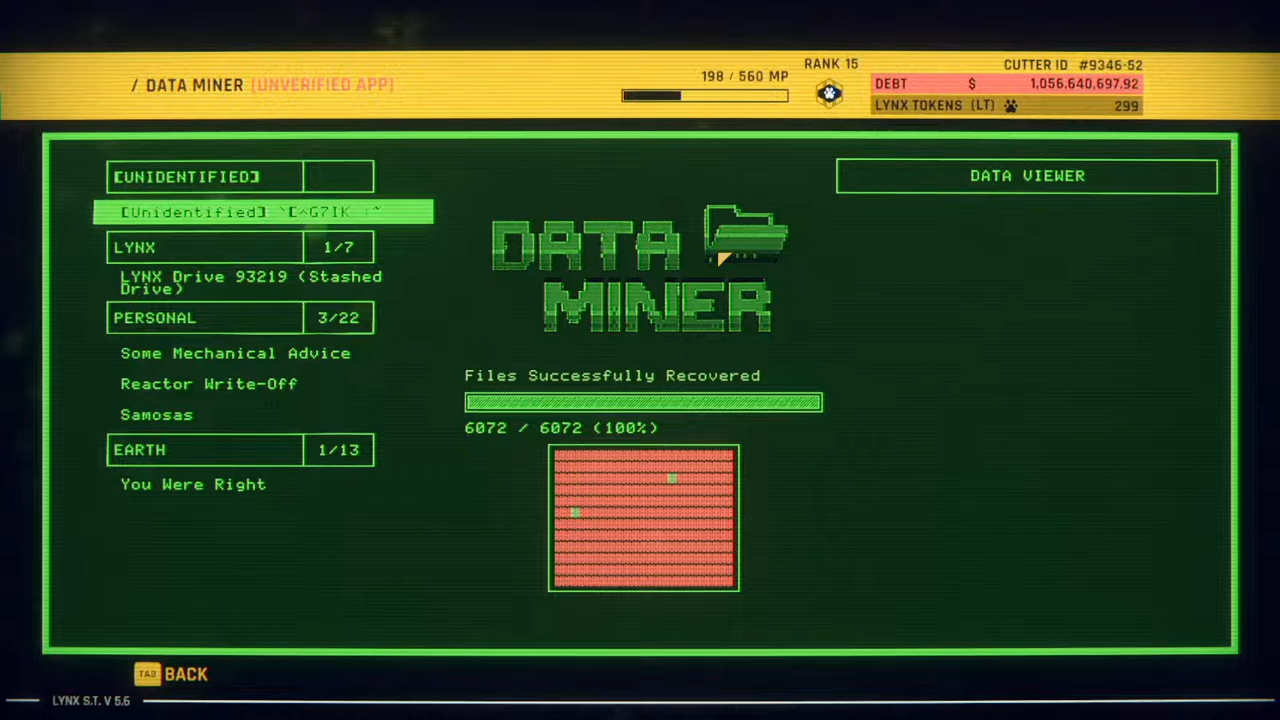 / DATA MINER [UNVERIFIED APP]
198 / 560 MP
RANK 15
CUTTER ID #9346-52
DEBT $ 1,056,640,697.92
LYNX TOKENS (LT) 299
[UNIDENTIFIED]
[Unidentified]
LYNX 1/7
LYNX Drive 93219 (Stashed
Drive)
PERSONAL 3/22
Some Mechanical Advice
Reactor Write-Off
Samosas
EARTH 1/13
You Were Right
DATA
MINER
Files Successfully Recovered
6072 / 6072 (100%)
DATA VIEWER
TAB BACK
LYNX S.T. V 5.6